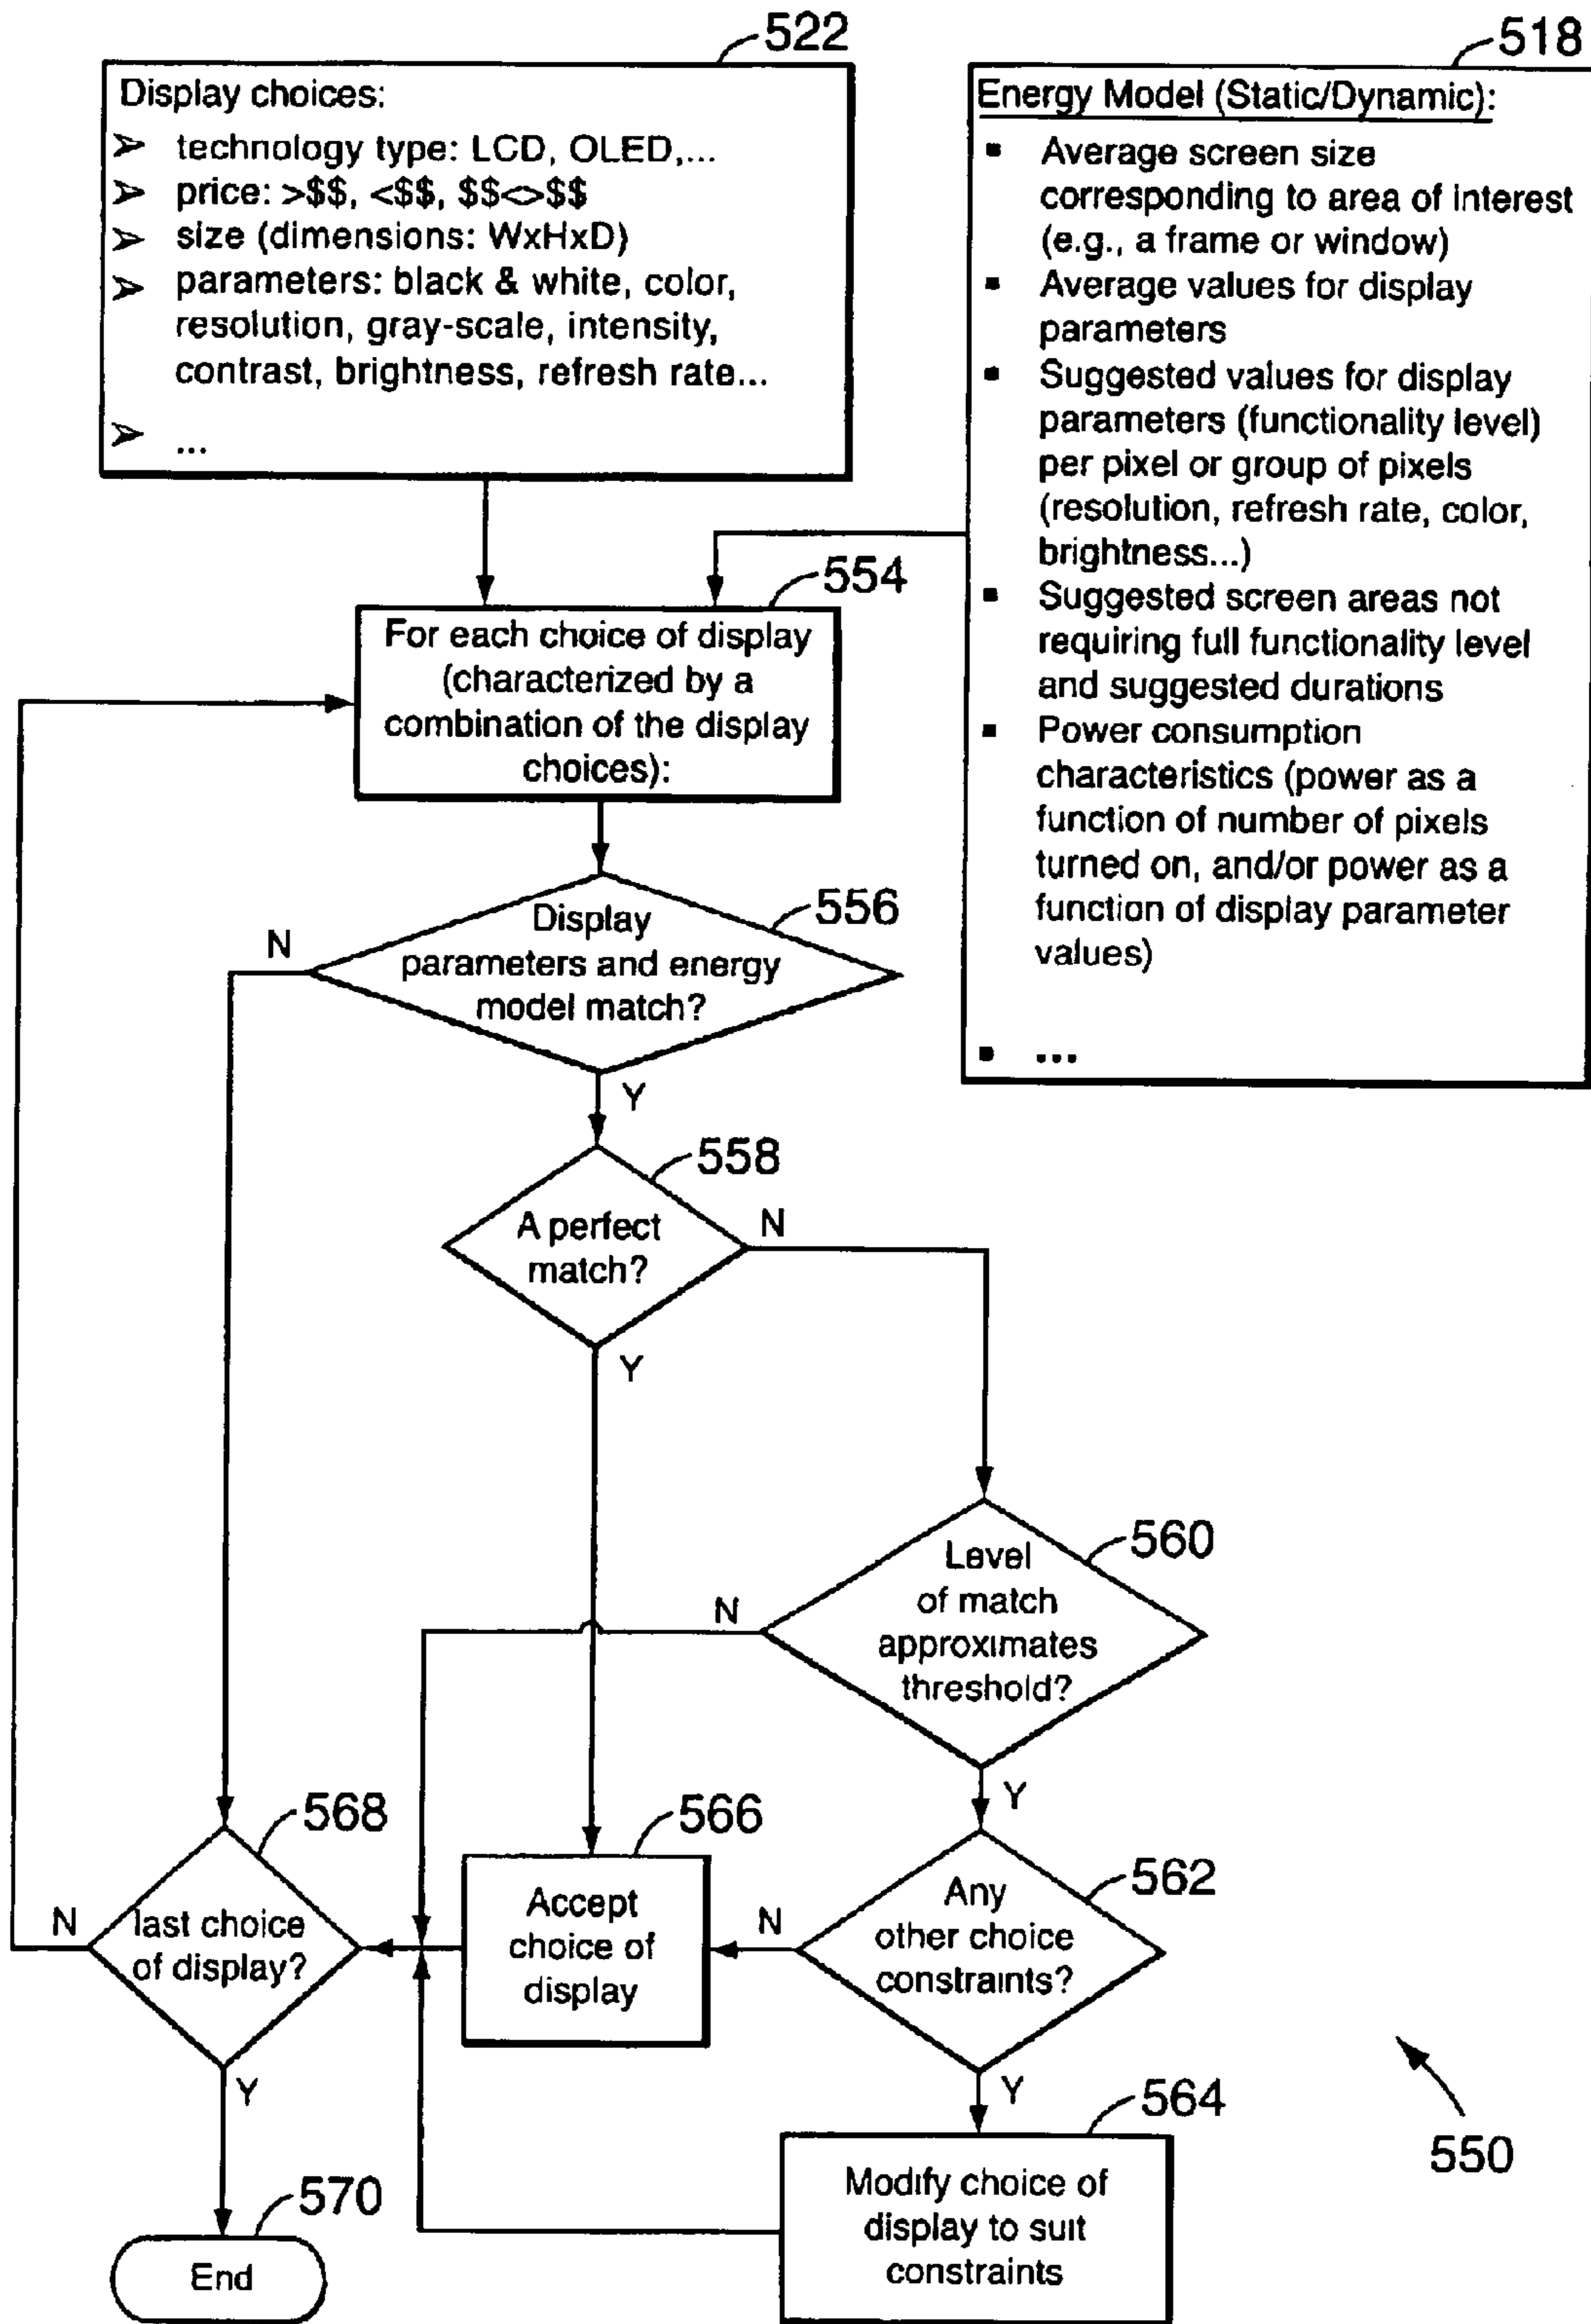 522
Display choices:
➢ technology type: LCD, OLED,...
➢ price: >$$, <$$, $$<>$$
➢ size (dimensions: WxHxD)
➢ parameters: black & white, color,
resolution, gray-scale, intensity,
contrast, brightness, refresh rate...
➢ ...
518
Energy Model (Static/Dynamic):
▪ Average screen size
corresponding to area of interest
(e.g., a frame or window)
▪ Average values for display
parameters
▪ Suggested values for display
parameters (functionality level)
per pixel or group of pixels
(resolution, refresh rate, color,
brightness...)
▪ Suggested screen areas not
requiring full functionality level
and suggested durations
▪ Power consumption
characteristics (power as a
function of number of pixels
turned on, and/or power as a
function of display parameter
values)
▪ ...
554
For each choice of display
(characterized by a
combination of the display
choices):
556
Display
parameters and energy
model match?
N
Y
558
A perfect
match?
N
Y
560
Level
of match
approximates
threshold?
N
Y
562
Any
other choice
constraints?
N
Y
566
Accept
choice of
display
568
last choice
of display?
N
Y
564
Modify choice of
display to suit
constraints
570
End
550